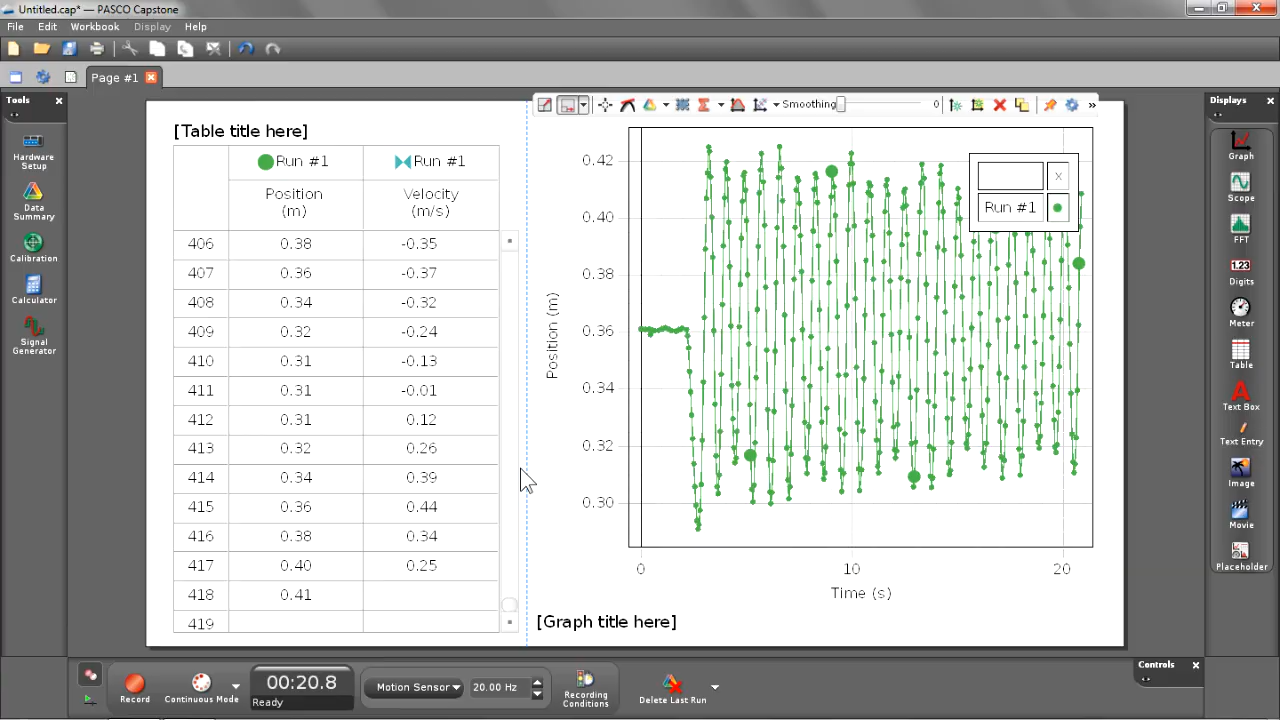 Untitled.cap* — PASCO Capstone
File Edit Workbook Display Help
Page #1
Tools
Hardware
Setup
Data
Summary
Calibration
Calculator
Signal
Generator
[Table title here]
Run #1 Run #1
Position
(m)
Velocity
(m/s)
406 0.38 -0.35
407 0.36 -0.37
408 0.34 -0.32
409 0.32 -0.24
410 0.31 -0.13
411 0.31 -0.01
412 0.31 0.12
413 0.32 0.26
414 0.34 0.39
415 0.36 0.44
416 0.38 0.34
417 0.40 0.25
418 0.41
419
Smoothing 0 »
x
Run #1
0.42
0.40
0.38
0.36
0.34
0.32
0.30
Position (m)
0 10 20
Time (s)
[Graph title here]
Displays
Graph
Scope
FFT
1.23
Digits
Meter
Table
A
Text Box
Text Entry
Image
Movie
Placeholder
Controls
Record
Continuous Mode
00:20.8
Ready
Motion Sensor
20.00 Hz
Recording
Conditions
Delete Last Run